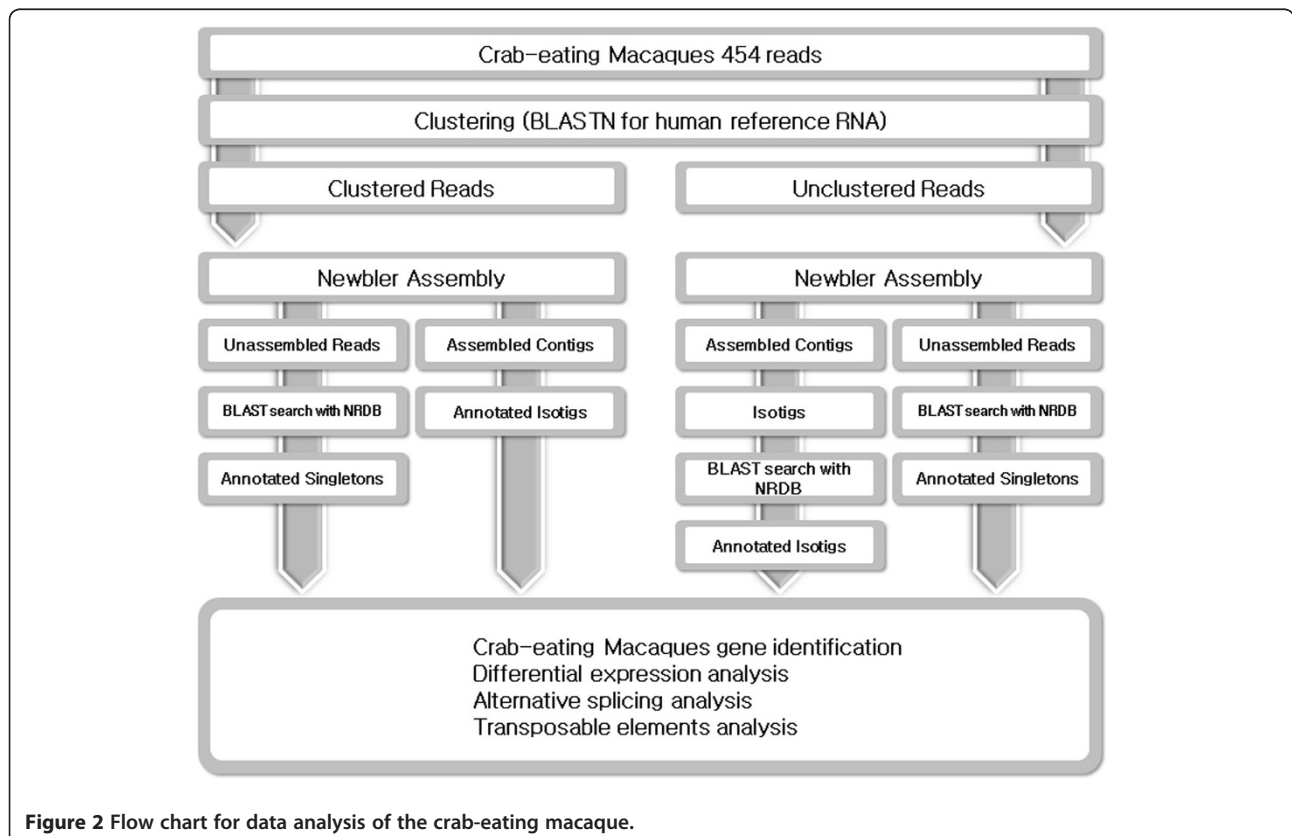 Crab-eating Macaques 454 reads
Clustering (BLASTN for human reference RNA)
Clustered Reads
Unclustered Reads
Newbler Assembly
Newbler Assembly
Unassembled Reads
Assembled Contigs
Assembled Contigs
Unassembled Reads
BLAST search with NRDB
Annotated Isotigs
Isotigs
BLAST search with NRDB
Annotated Singletons
BLAST search with
NRDB
Annotated Singletons
Annotated Isotigs
Crab-eating Macaques gene identification
Differential expression analysis
Alternative splicing analysis
Transposable elements analysis
Figure 2 Flow chart for data analysis of the crab-eating macaque.